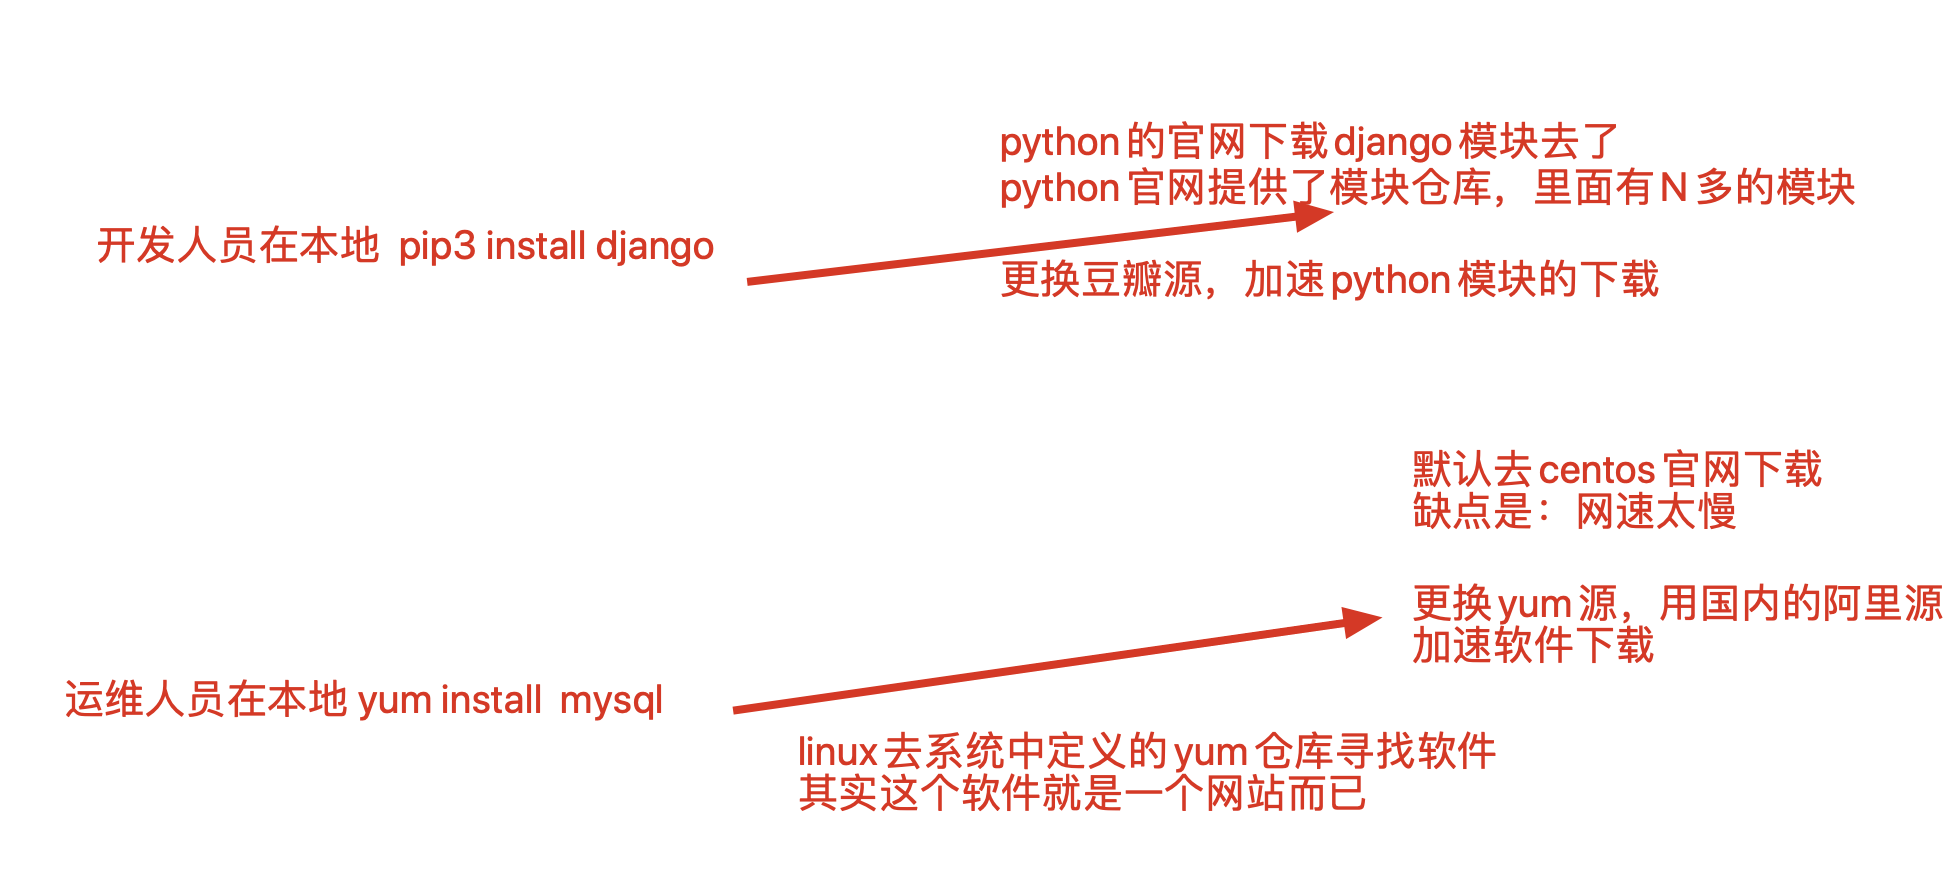 python的官网下载django模块去了
python官网提供了模块仓库，里面有N多的模块
开发人员在本地 pip3 install django
更换豆瓣源，加速python模块的下载
默认去centos官网下载
缺点是：网速太慢
更换yum源，用国内的阿里源
加速软件下载
运维人员在本地 yum install mysql
linux去系统中定义的yum仓库寻找软件
其实这个软件就是一个网站而已